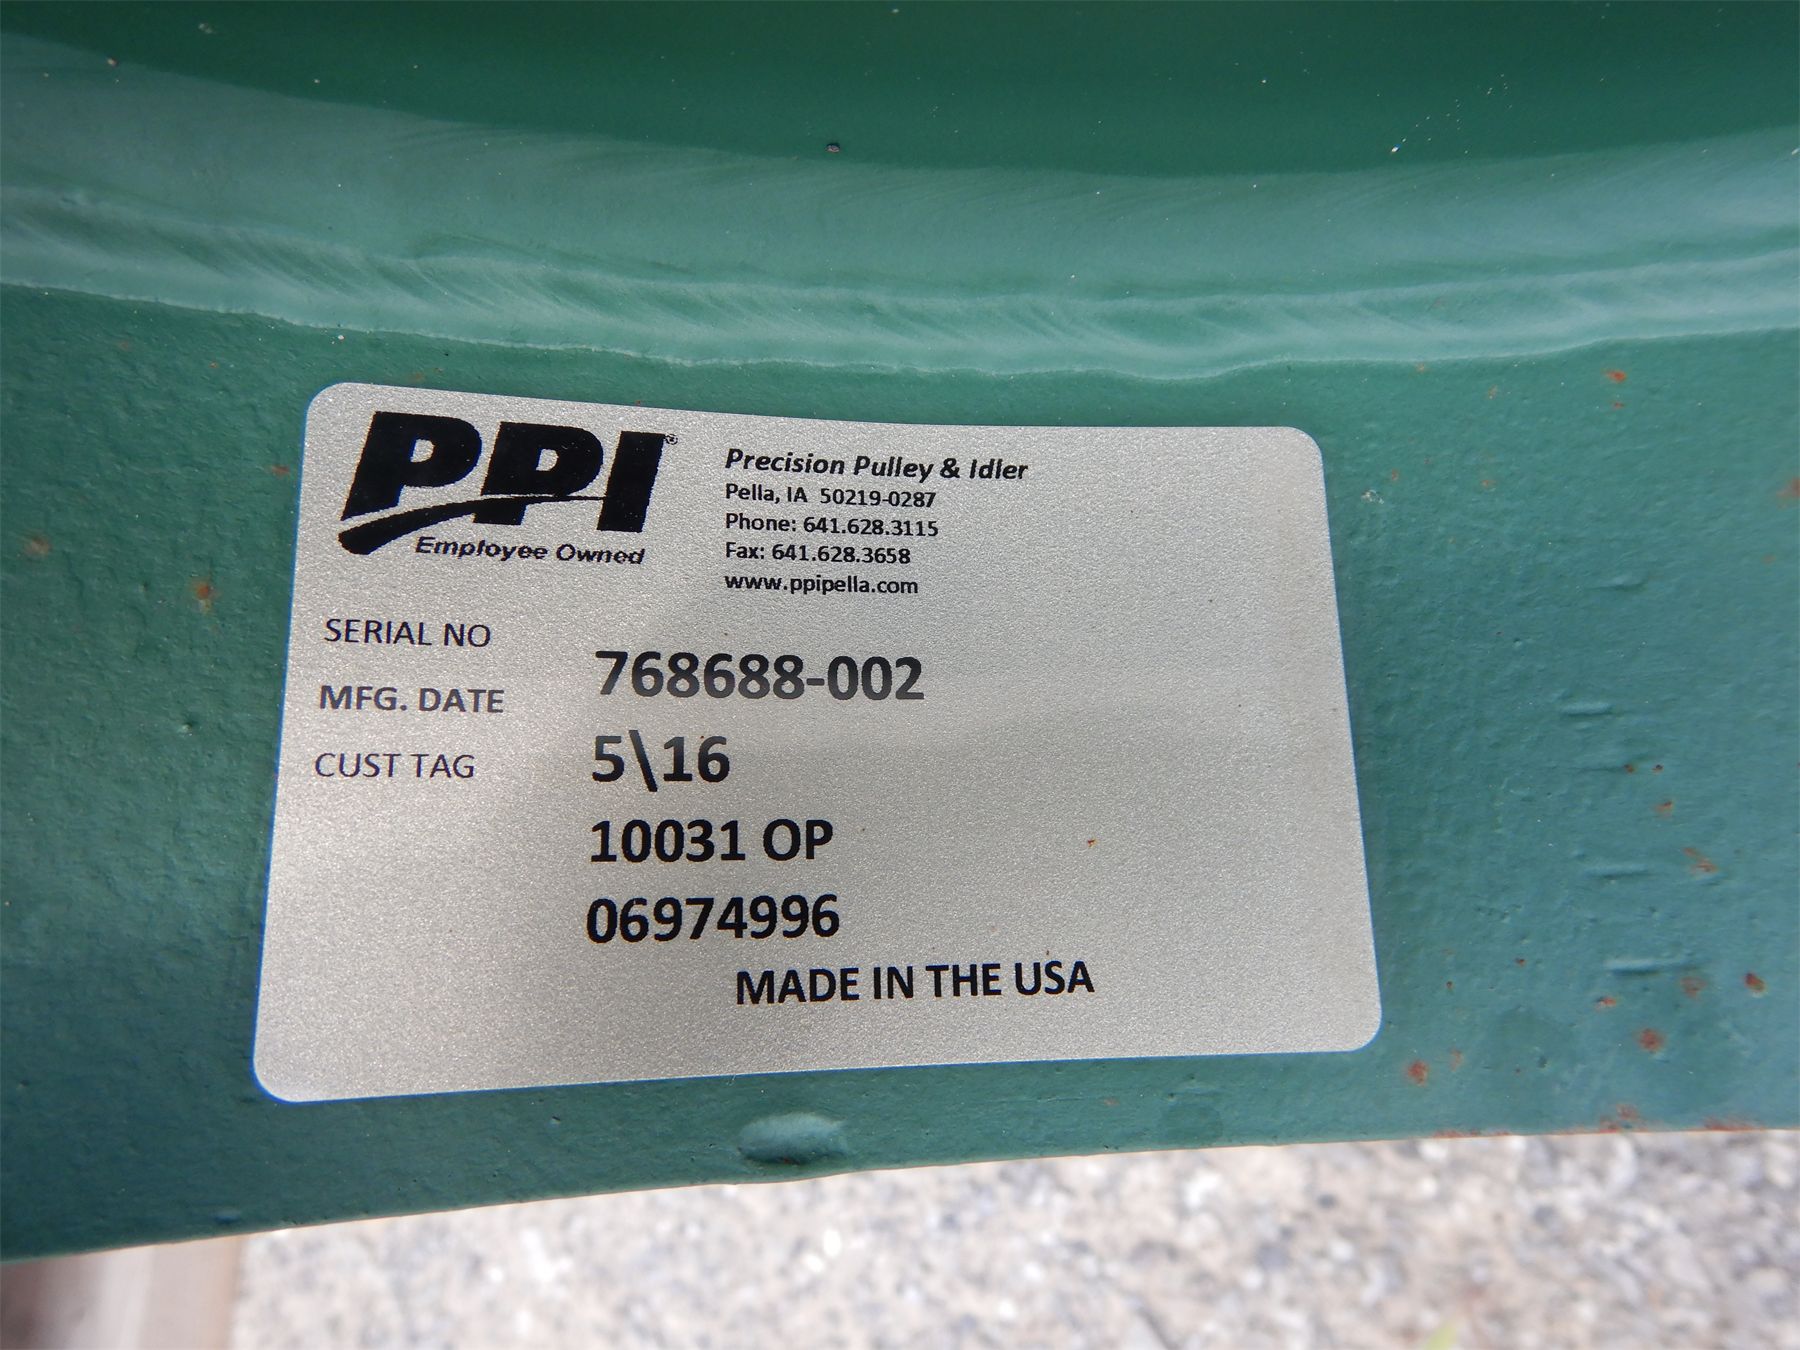 PPI®
Employee Owned
Precision Pulley & Idler
Pella, IA 50219-0287
Phone: 641.628.3115
Fax: 641.628.3658
www.ppipella.com
SERIAL NO 768688-002
MFG. DATE 5\16
CUST TAG 10031 OP
06974996
MADE IN THE USA